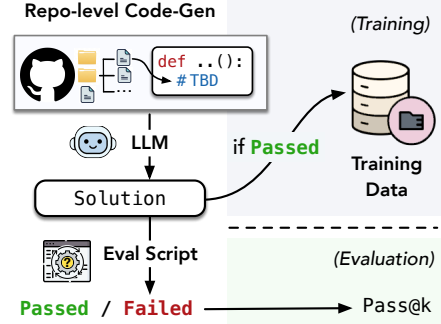 Repo-level Code-Gen
(Training)
def ..():
# TBD
...
LLM
if Passed
Training
Data
Solution
Eval Script
?
(Evaluation)
Passed / Failed
Pass@k